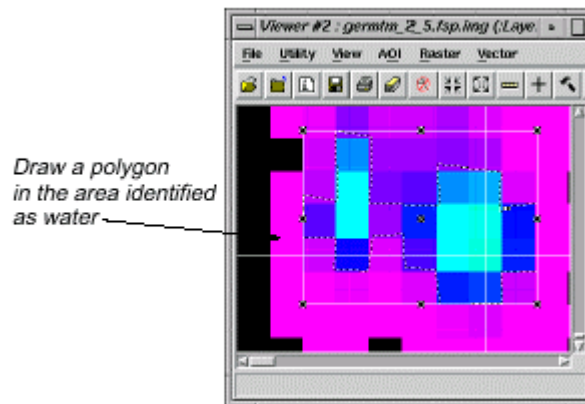 Viewer #2 : germtm_2_5.fsp.img (:Laye
File Utility View AOI Raster Vector
Draw a polygon
in the area identified
as water